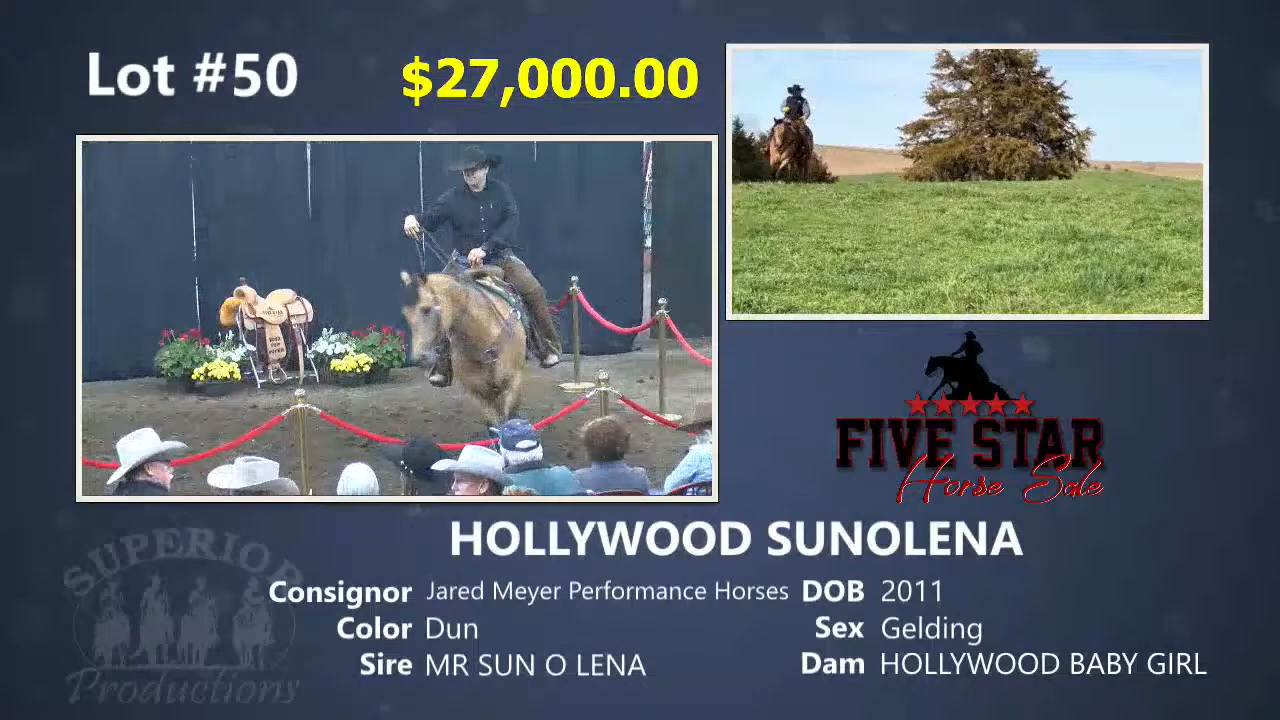 Lot #50
$27,000.00
FIVE STAR
Horse Sale
HOLLYWOOD SUNOLENA
Consignor Jared Meyer Performance Horses DOB 2011
Color Dun Sex Gelding
Sire MR SUN O LENA Dam HOLLYWOOD BABY GIRL
SUPERIOR
Productions